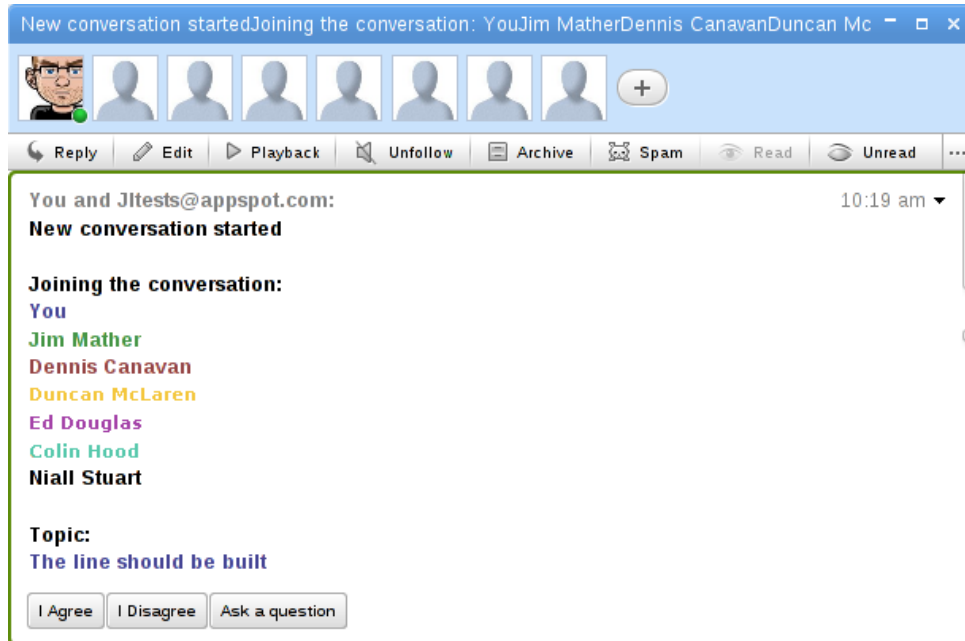 New conversation startedJoining the conversation: YouJim MatherDennis CanavanDuncan Mc
Reply Edit Playback Unfollow Archive Spam Read Unread ...
You and JItests@appspot.com: 10:19 am
New conversation started
Joining the conversation:
You
Jim Mather
Dennis Canavan
Duncan McLaren
Ed Douglas
Colin Hood
Niall Stuart
Topic:
The line should be built
I Agree I Disagree Ask a question